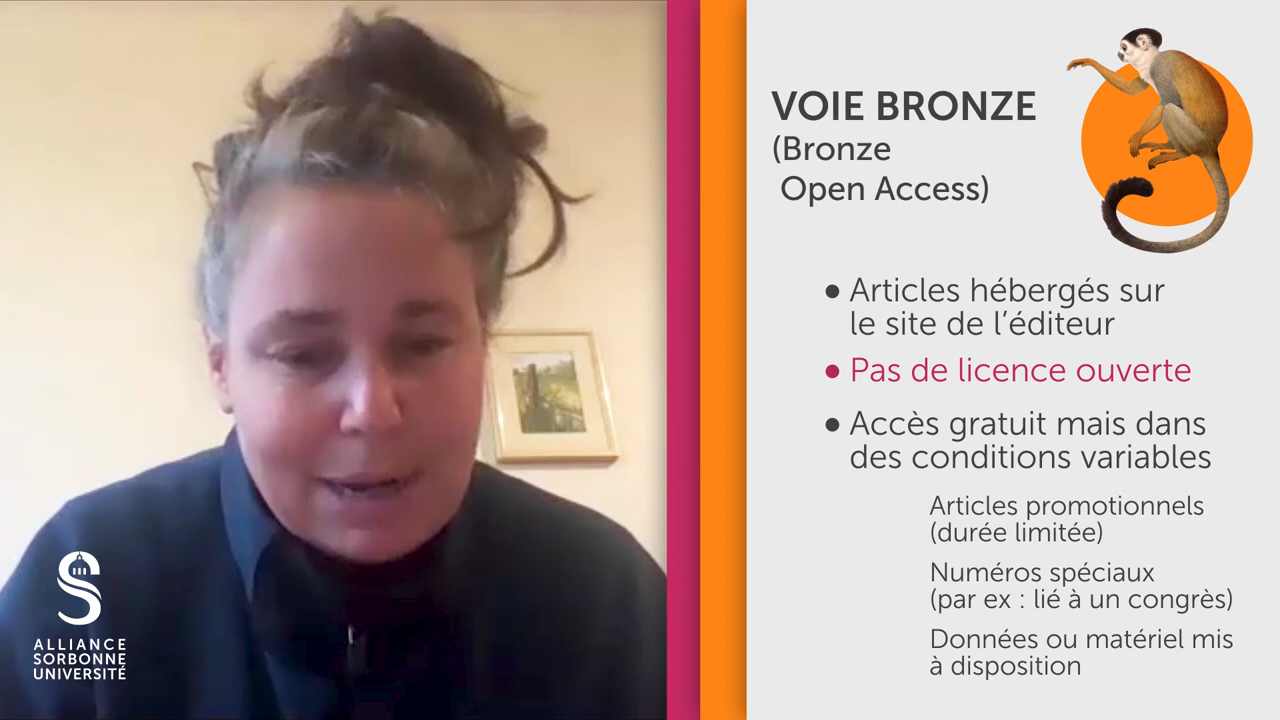 VOIE BRONZE
(Bronze
Open Access)
• Articles hébergés sur
le site de l’éditeur
• Pas de licence ouverte
• Accès gratuit mais dans
des conditions variables
Articles promotionnels
(durée limitée)
Numéros spéciaux
(par ex : lié à un congrès)
Données ou matériel mis
à disposition
ALLIANCE
SORBONNE
UNIVERSITÉ